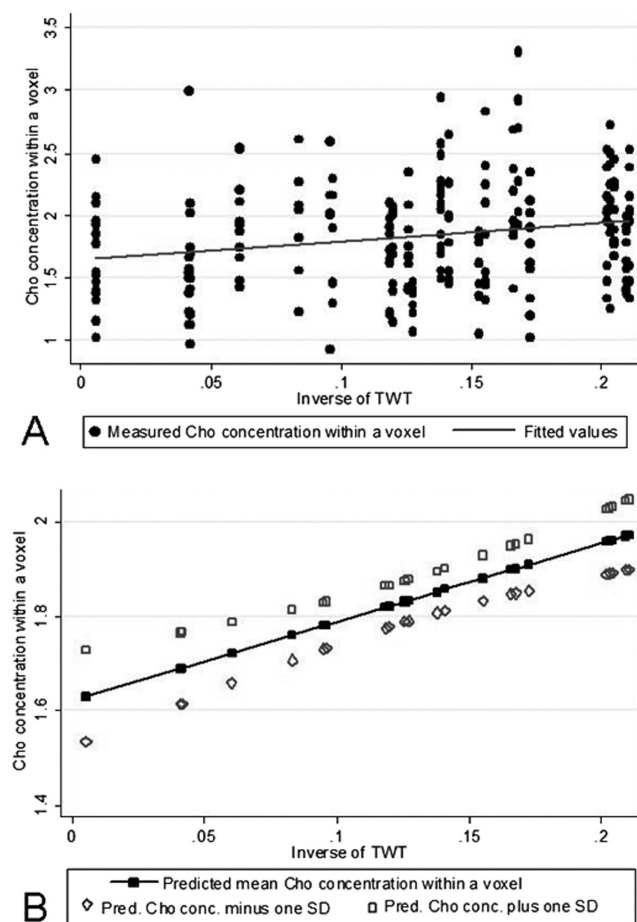 3.5
3
2.5
2
1.5
1
Cho concentration within a voxel
0 .05 .1 .15 .2
Inverse of TWT
A
Measured Cho concentration within a voxel Fitted values
2
1.8
1.6
1.4
Cho concentration within a voxel
0 .05 .1 .15 .2
Inverse of TWT
B
Predicted mean Cho concentration within a voxel
Pred. Cho conc. minus one SD Pred. Cho conc. plus one SD